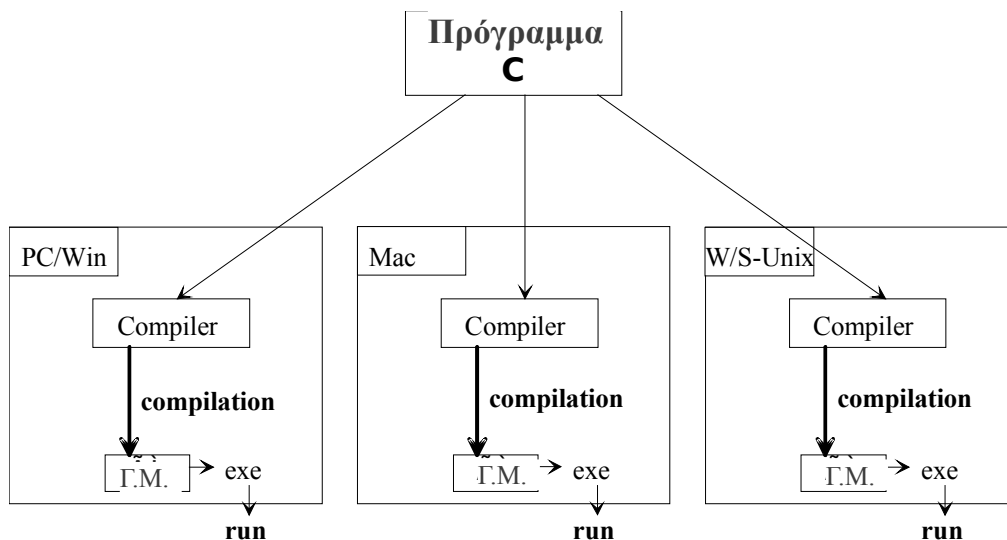 Πρόγραμμα
C
PC/Win
Mac
W/S-Unix
Compiler
Compiler
Compiler
compilation
compilation
compilation
Γ.Μ.
exe
Γ.Μ.
exe
Γ.Μ.
exe
run
run
run